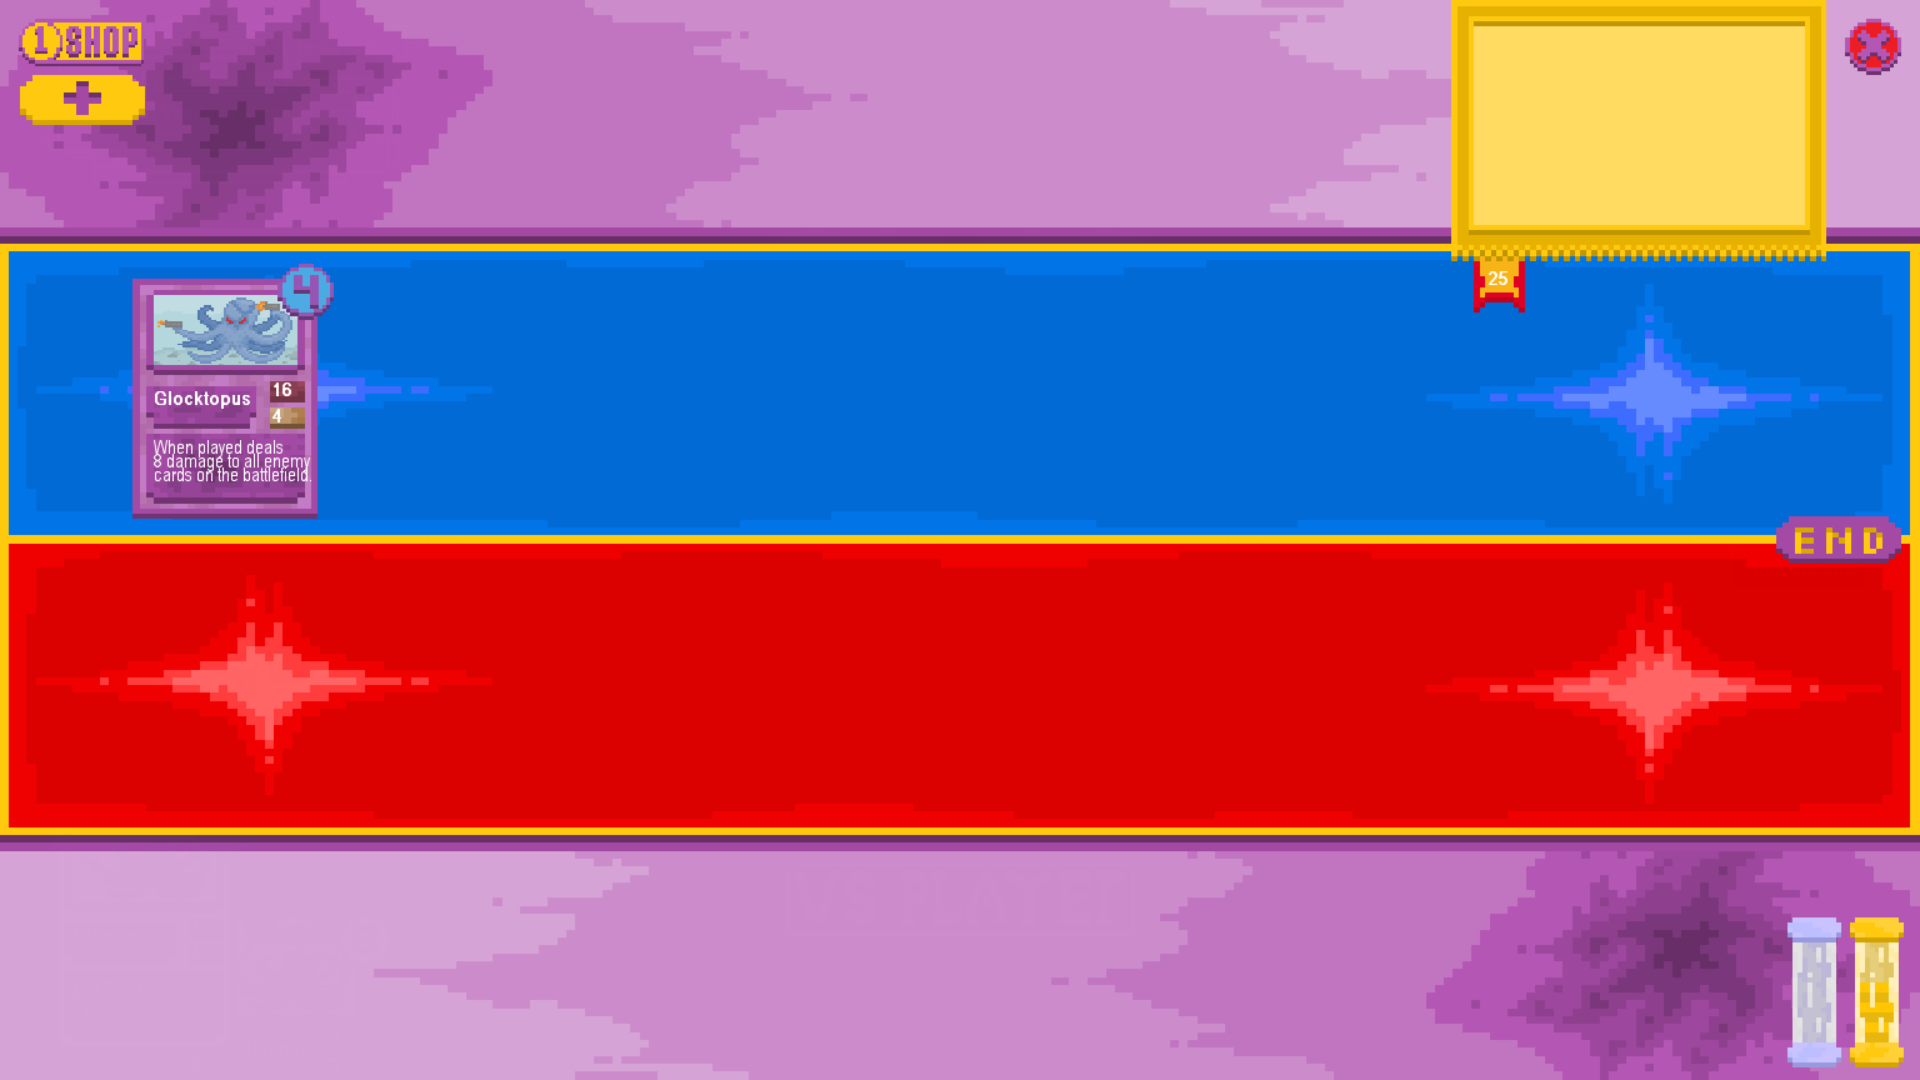 1 SHOP
+
25
4
Glocktopus
16
4
When played deals
8 damage to all enemy
cards on the battlefield.
END